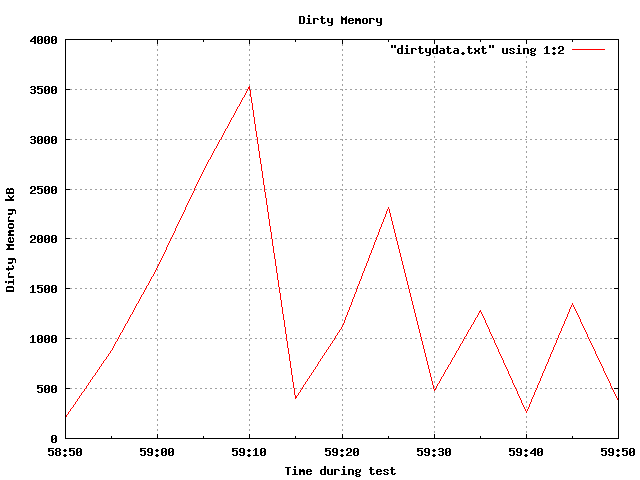 Dirty Memory
"dirtydata.txt" using 1:2
4000
3500
3000
2500
2000
1500
1000
500
0
Dirty Memory kB
58:50 59:00 59:10 59:20 59:30 59:40 59:50
Time during test